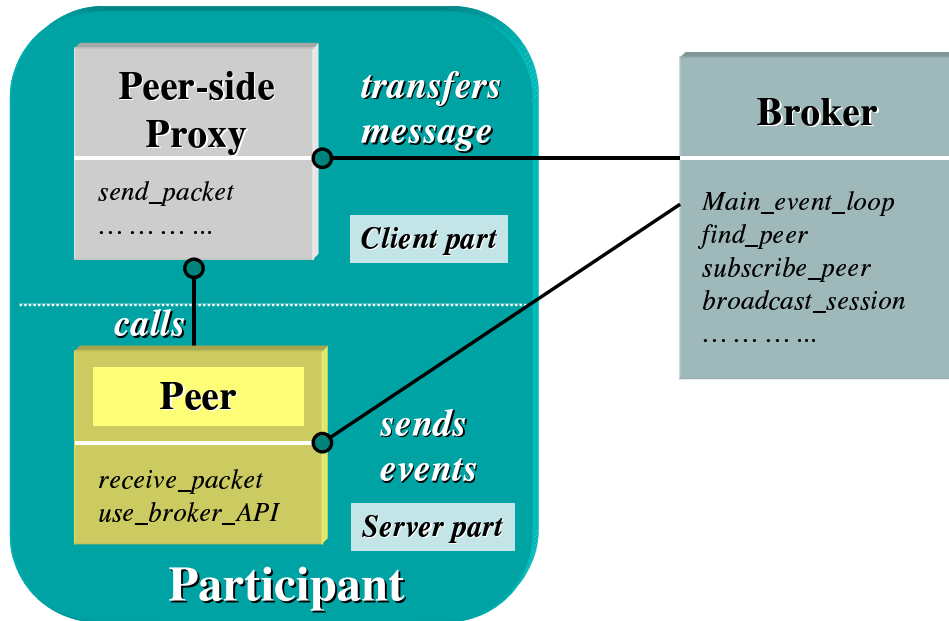 Peer-side
Proxy
send_packet
… … … ...
transfers
message
Client part
calls
Peer
receive_packet
use_broker_API
sends
events
Server part
Participant
Broker
Main_event_loop
find_peer
subscribe_peer
broadcast_session
… … … ...